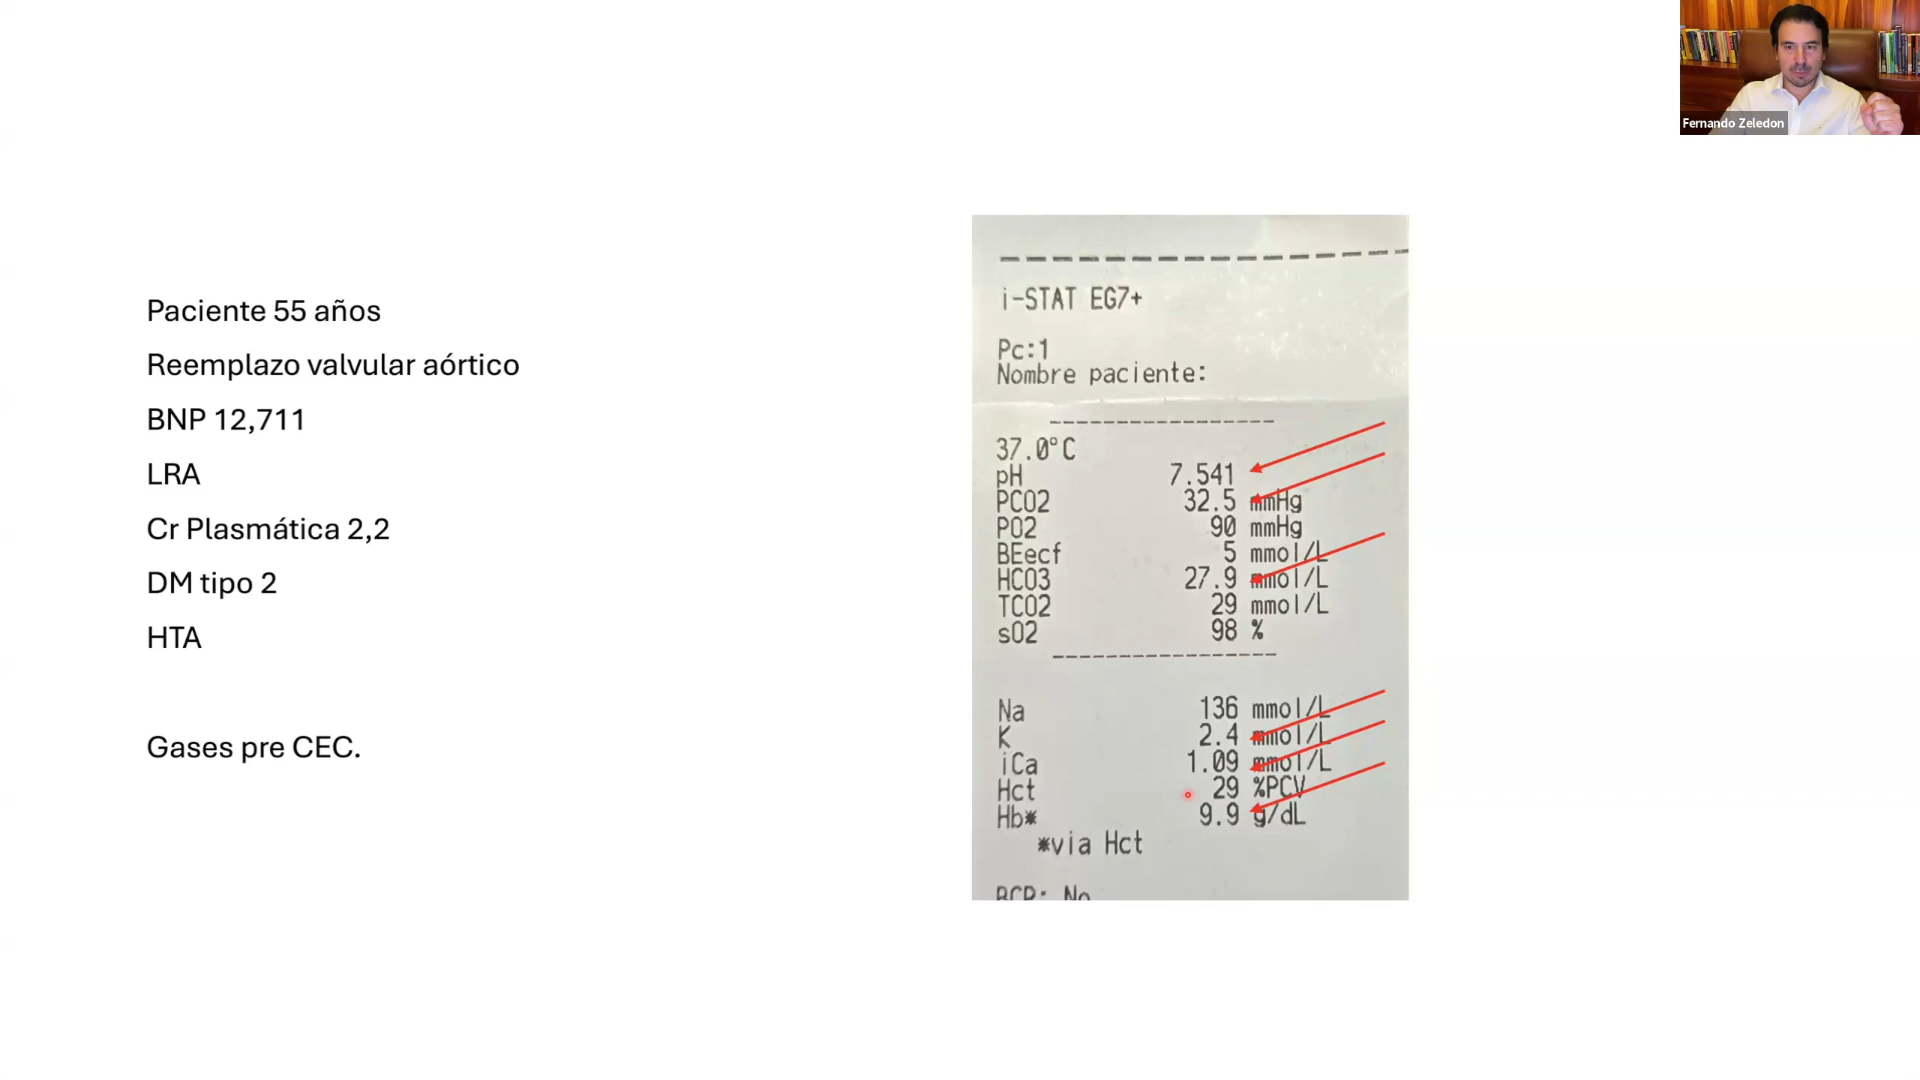 Fernando Zeledon
Paciente 55 años
Reemplazo valvular aórtico
BNP 12,711
LRA
Cr Plasmática 2,2
DM tipo 2
HTA
Gases pre CEC.
i-STAT EG7+
Pc:1
Nombre paciente:
37.0°C
pH 7.541
PCO2 32.5 mmHg
PO2 90 mmHg
BEecf 5 mmol/L
HCO3 27.9 mmol/L
TCO2 29 mmol/L
sO2 98 %
Na 136 mmol/L
K 2.4 mmol/L
iCa 1.09 mmol/L
Hct 29 %PCV
Hb* 9.9 g/dL
*via Hct
BCP: No